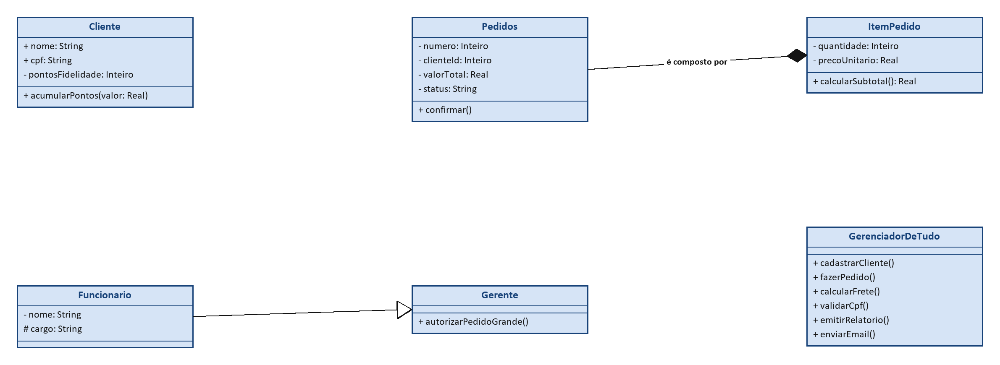 Cliente
+ nome: String
+ cpf: String
- pontosFidelidade: Inteiro
+ acumularPontos(valor: Real)
Pedidos
- numero: Inteiro
- clienteId: Inteiro
- valorTotal: Real
- status: String
+ confirmar()
é composto por
ItemPedido
- quantidade: Inteiro
- precoUnitario: Real
+ calcularSubtotal(): Real
Funcionario
- nome: String
# cargo: String
Gerente
+ autorizarPedidoGrande()
GerenciadorDeTudo
+ cadastrarCliente()
+ fazerPedido()
+ calcularFrete()
+ validarCpf()
+ emitirRelatorio()
+ enviarEmail()